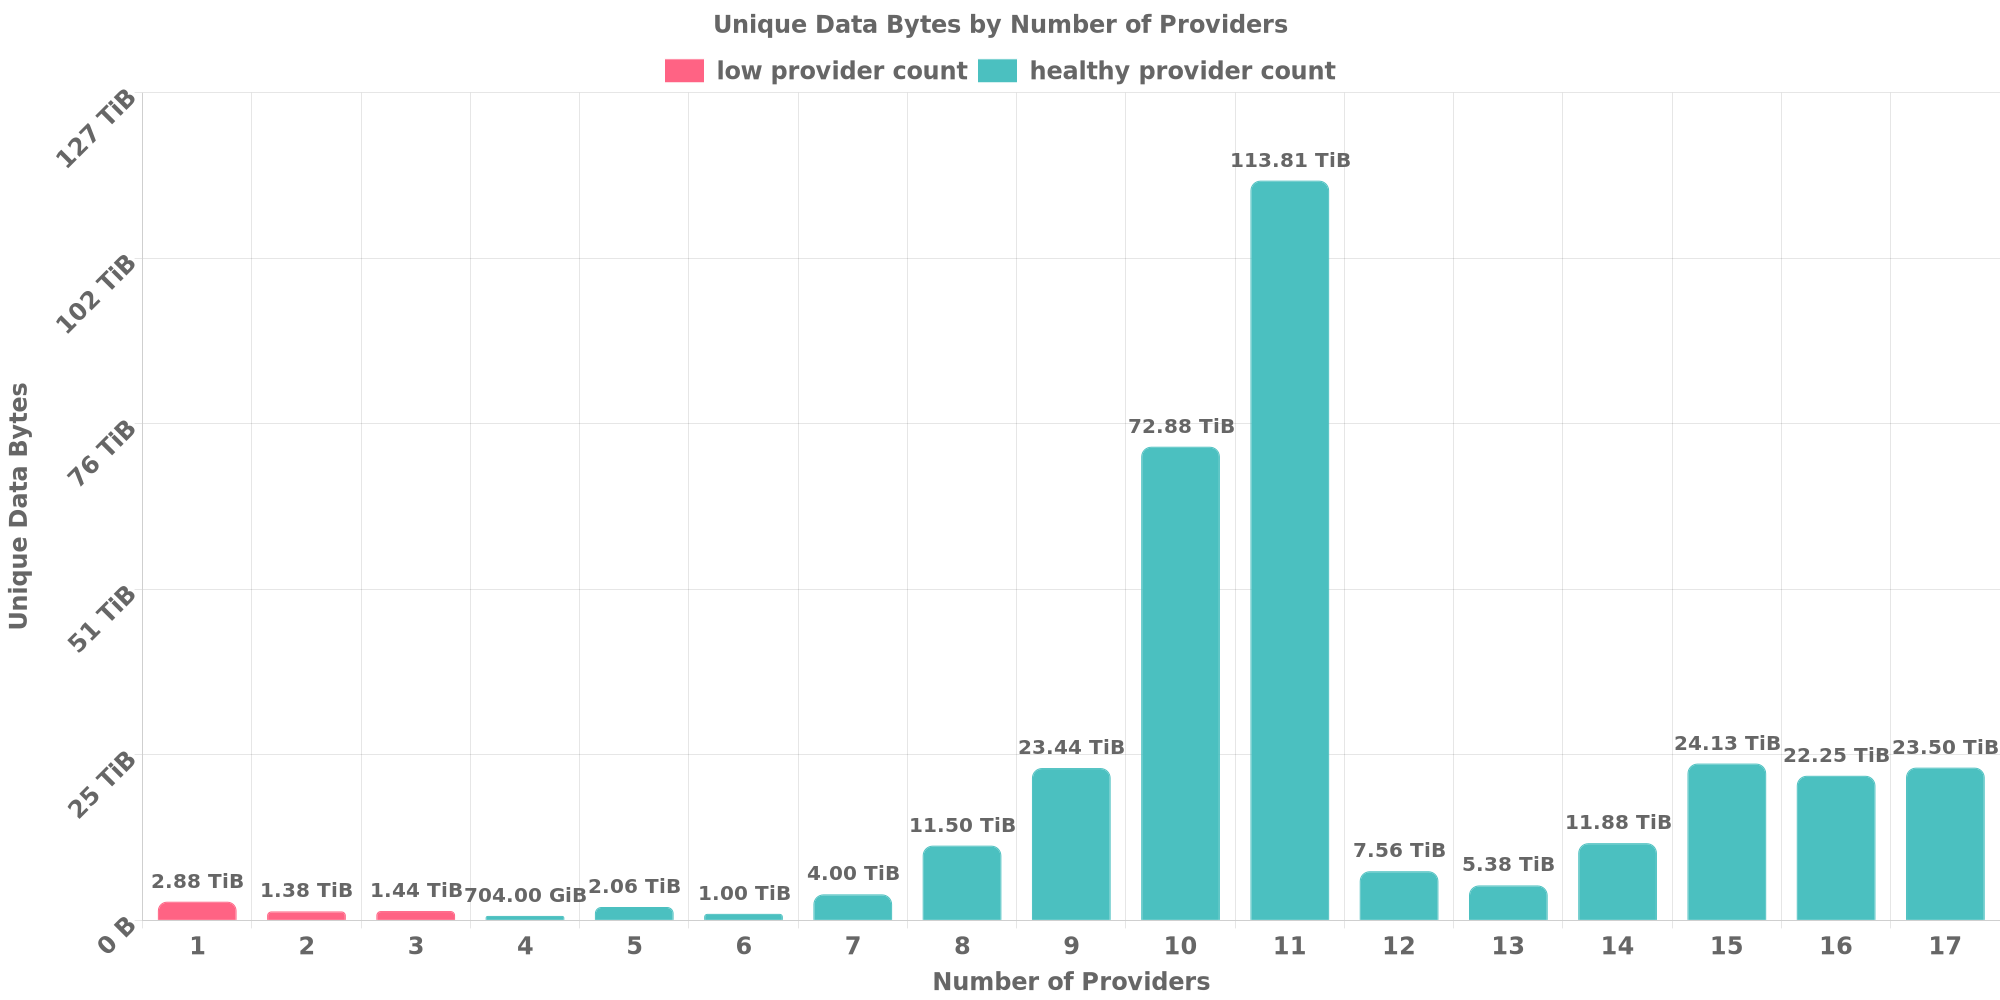 Unique Data Bytes by Number of Providers
low provider count healthy provider count
127 TiB
102 TiB
76 TiB
51 TiB
25 TiB
0 B
Unique Data Bytes
2.88 TiB
1.38 TiB
1.44 TiB
704.00 GiB
2.06 TiB
1.00 TiB
4.00 TiB
11.50 TiB
23.44 TiB
72.88 TiB
113.81 TiB
7.56 TiB
5.38 TiB
11.88 TiB
24.13 TiB
22.25 TiB
23.50 TiB
1 2 3 4 5 6 7 8 9 10 11 12 13 14 15 16 17
Number of Providers